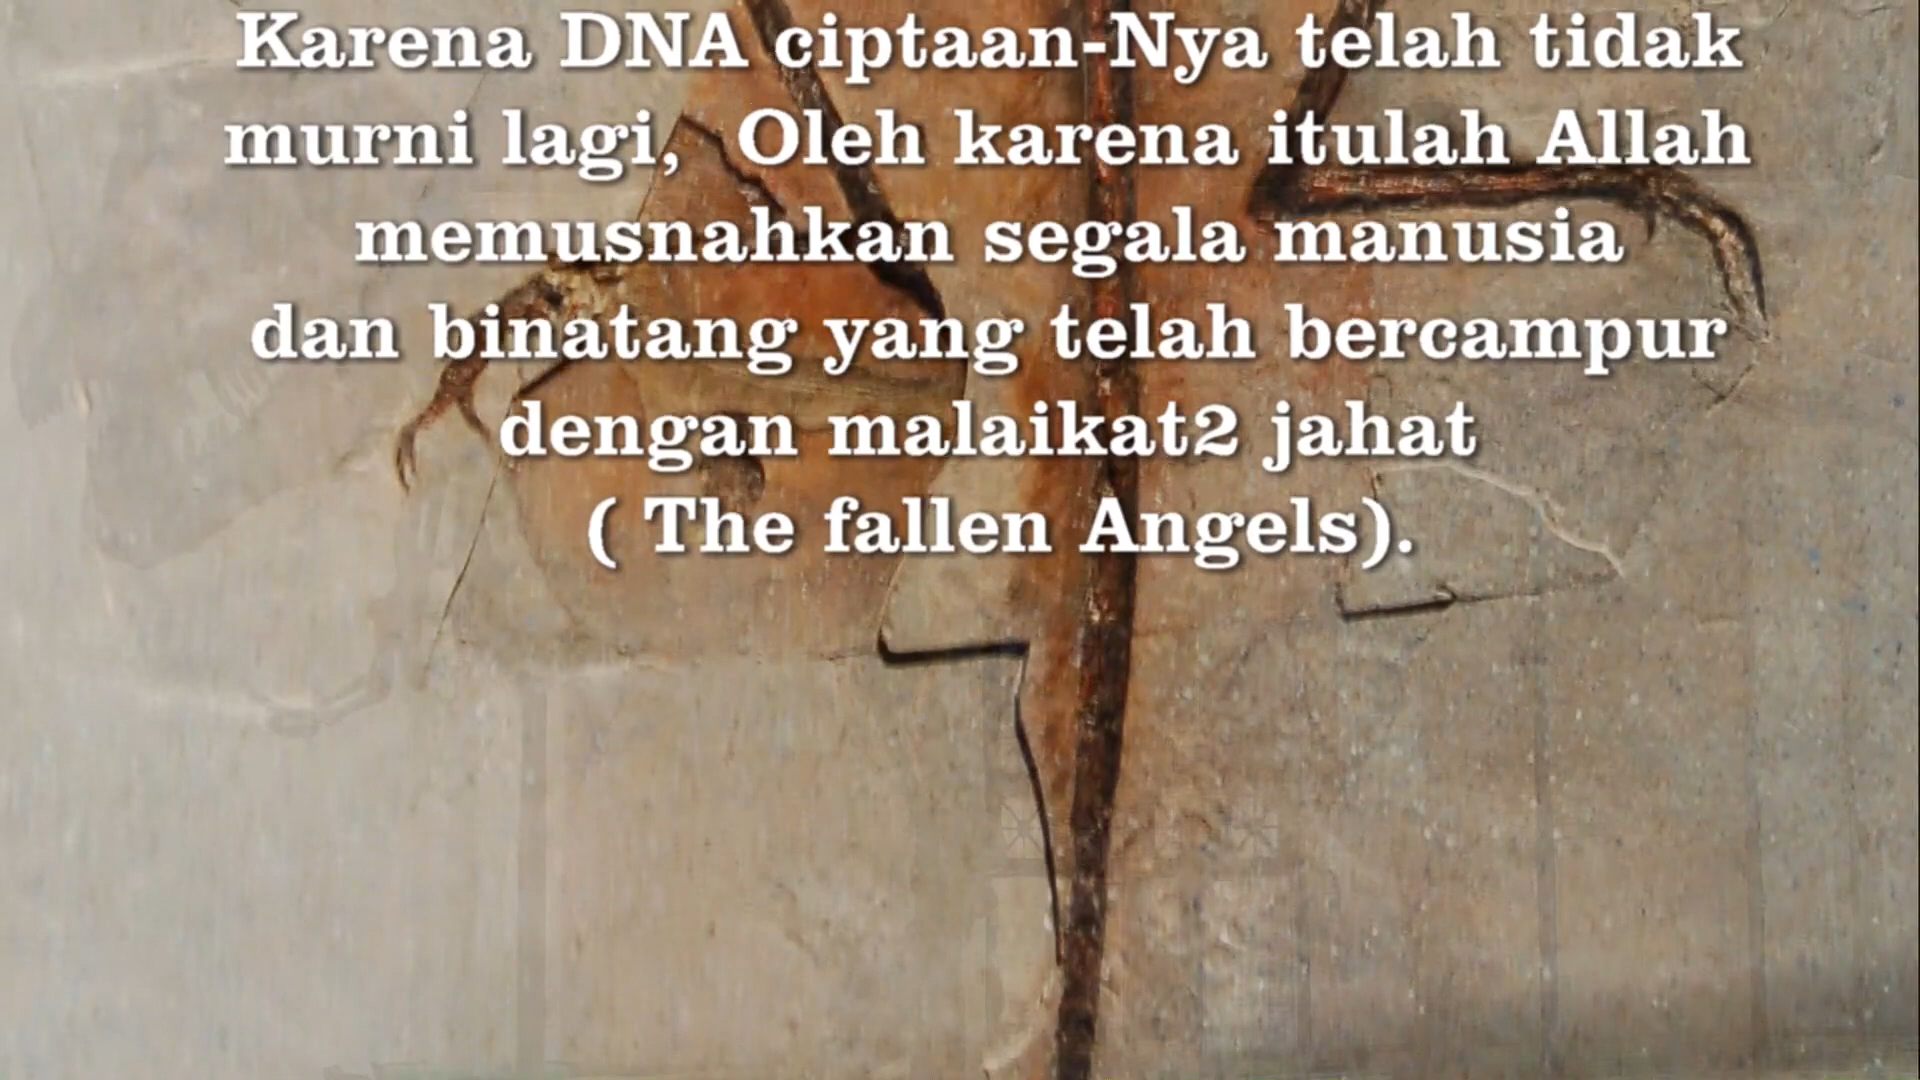 Karena DNA ciptaan-Nya telah tidak
murni lagi, Oleh karena itulah Allah
memusnahkan segala manusia
dan binatang yang telah bercampur
dengan malaikat2 jahat
( The fallen Angels).